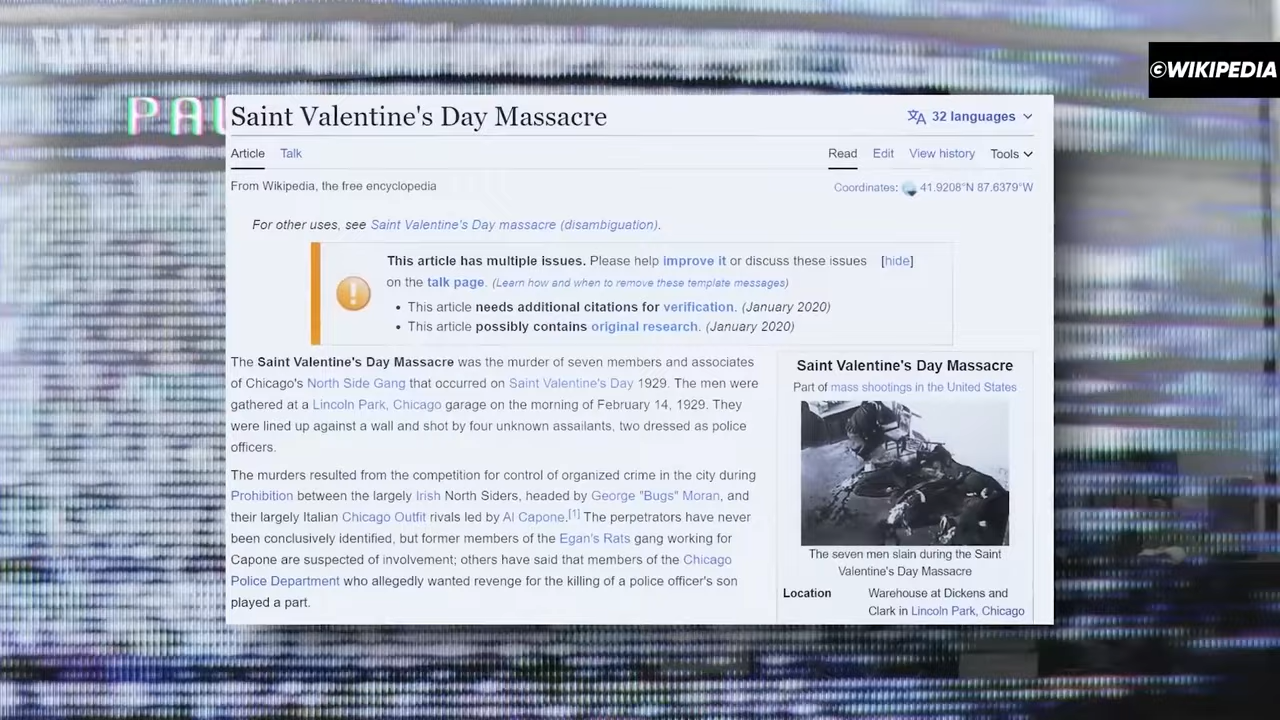 CULTAHOLIC
©WIKIPEDIA
PAU
Saint Valentine's Day Massacre
32 languages
Article Talk
Read Edit View history Tools
From Wikipedia, the free encyclopedia
Coordinates: 41.9208°N 87.6379°W
For other uses, see Saint Valentine's Day massacre (disambiguation).
This article has multiple issues. Please help improve it or discuss these issues [hide]
on the talk page. (Learn how and when to remove these template messages)
• This article needs additional citations for verification. (January 2020)
• This article possibly contains original research. (January 2020)
The Saint Valentine's Day Massacre was the murder of seven members and associates
of Chicago's North Side Gang that occurred on Saint Valentine's Day 1929. The men were
gathered at a Lincoln Park, Chicago garage on the morning of February 14, 1929. They
were lined up against a wall and shot by four unknown assailants, two dressed as police
officers.
The murders resulted from the competition for control of organized crime in the city during
Prohibition between the largely Irish North Siders, headed by George "Bugs" Moran, and
their largely Italian Chicago Outfit rivals led by Al Capone.[1] The perpetrators have never
been conclusively identified, but former members of the Egan's Rats gang working for
Capone are suspected of involvement; others have said that members of the Chicago
Police Department who allegedly wanted revenge for the killing of a police officer's son
played a part.
Saint Valentine's Day Massacre
Part of mass shootings in the United States
The seven men slain during the Saint
Valentine's Day Massacre
Location Warehouse at Dickens and
Clark in Lincoln Park, Chicago